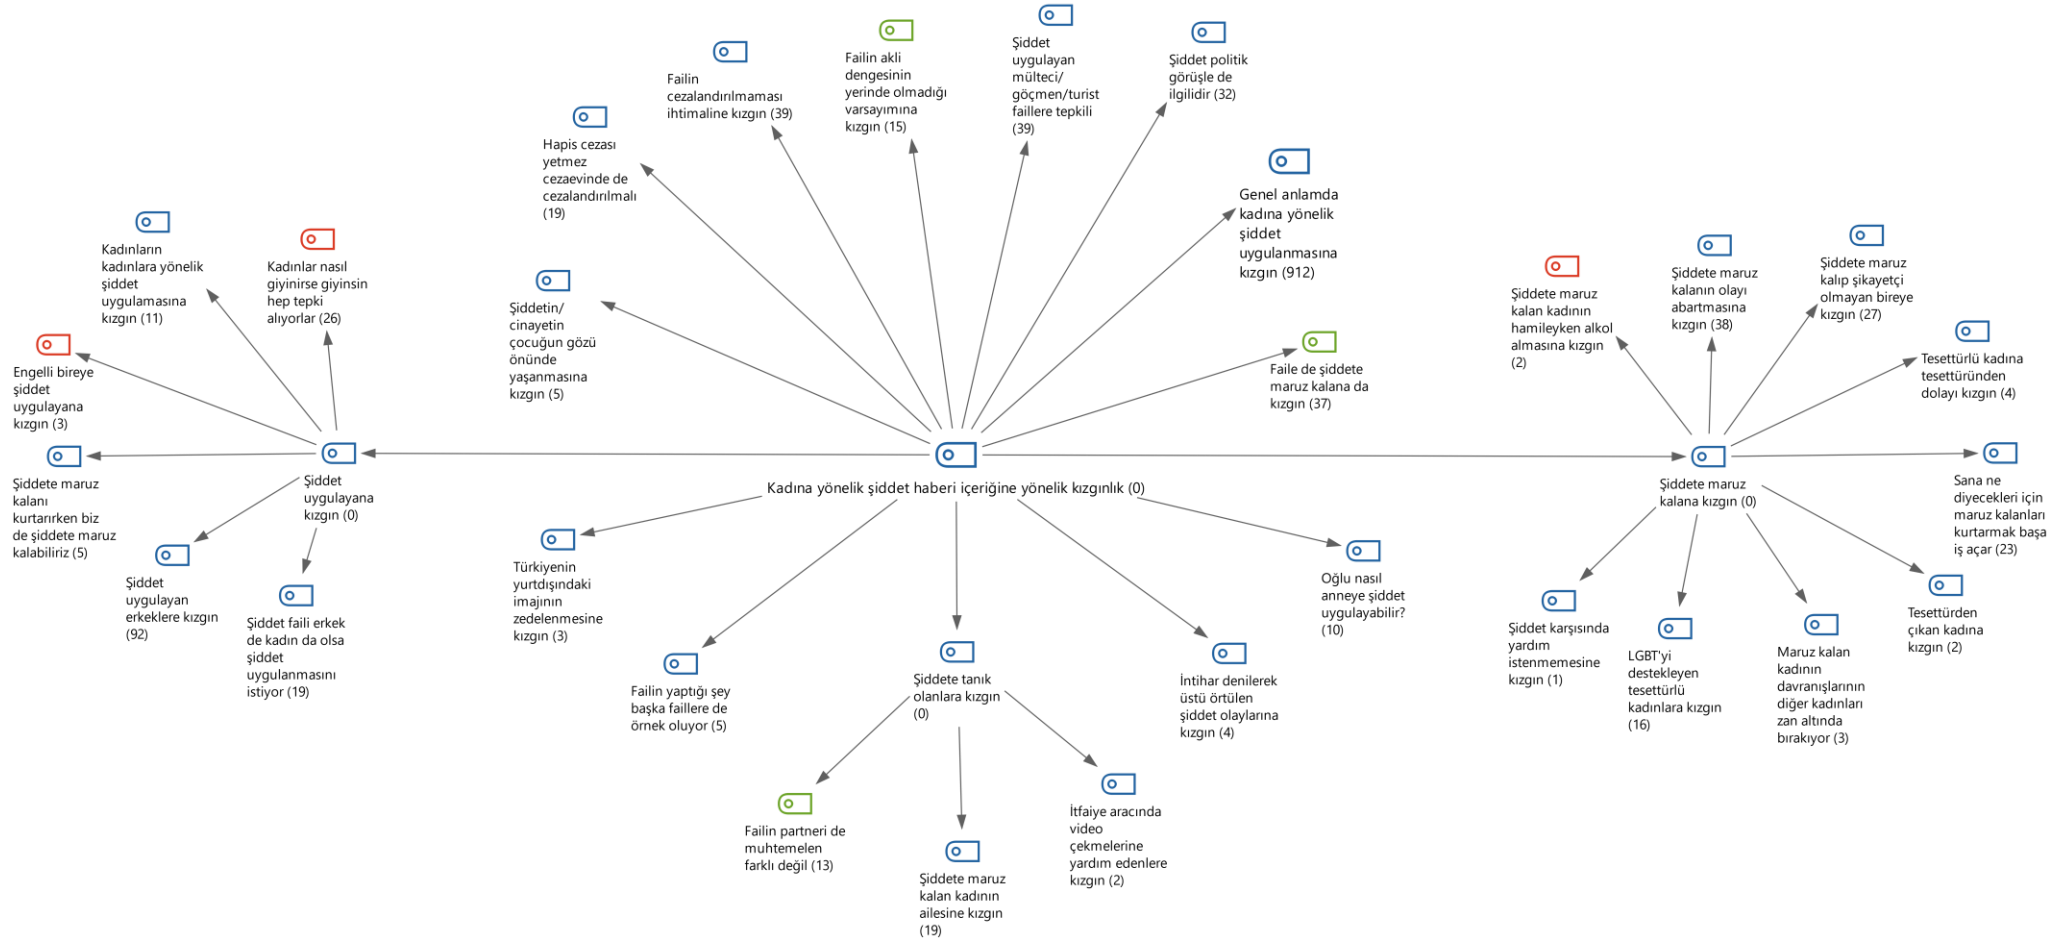 Failin
cezalandırılmaması
ihtimaline kızgın (39)
Failin akli
dengesinin
yerinde olmadığı
varsayımına
kızgın (15)
Şiddet
uygulayan
mülteci/
göçmen/turist
faillere tepkili
(39)
Şiddet politik
görüşle de
ilgilidir (32)
Hapis cezası
yetmez
cezaevinde de
cezalandırılmalı
(19)
Genel anlamda
kadına yönelik
şiddet
uygulanmasına
kızgın (912)
Şiddetin/
cinayetin
çocuğun gözü
önünde
yaşanmasına
kızgın (5)
Faile de şiddete
maruz kalana da
kızgın (37)
Kadınların
kadınlara yönelik
şiddet
uygulamasına
kızgın (11)
Kadınlar nasıl
giyinirse giyinsin
hep tepki
alıyorlar (26)
Engelli bireye
şiddet
uygulayana
kızgın (3)
Şiddete maruz
kalanı
kurtarırken biz
de şiddete maruz
kalabiliriz (5)
Şiddet
uygulayana
kızgın (0)
Şiddet
uygulayan
erkeklere kızgın
(92)
Şiddet faili erkek
de kadın da olsa
şiddet
uygulanmasını
istiyor (19)
Kadına yönelik şiddet haberi içeriğine yönelik kızgınlık (0)
Türkiyenin
yurtdışındaki
imajının
zedelenmesine
kızgın (3)
Failin yaptığı şey
başka faillere de
örnek oluyor (5)
Şiddete tanık
olanlara kızgın
(0)
İntihar denilerek
üstü örtülen
şiddet olaylarına
kızgın (4)
Oğlu nasıl
anneye şiddet
uygulayabilir?
(10)
Failin partneri de
muhtemelen
farklı değil (13)
Şiddete maruz
kalan kadının
ailesine kızgın
(19)
İtfaiye aracında
video
çekmelerine
yardım edenlere
kızgın (2)
Şiddete maruz
kalan kadının
hamileyken alkol
almasına kızgın
(2)
Şiddete maruz
kalanın olayı
abartmasına
kızgın (38)
Şiddete maruz
kalıp şikayetçi
olmayan bireye
kızgın (27)
Tesettürlü kadına
tesettüründen
dolayı kızgın (4)
Şiddete maruz
kalana kızgın (0)
Sana ne
diyecekleri için
maruz kalanları
kurtarmak başa
iş açar (23)
Şiddet karşısında
yardım
istenmemesine
kızgın (1)
LGBT'yi
destekleyen
tesettürlü
kadınlara kızgın
(16)
Maruz kalan
kadının
davranışlarının
diğer kadınları
zan altında
bırakıyor (3)
Tesettürden
çıkan kadına
kızgın (2)